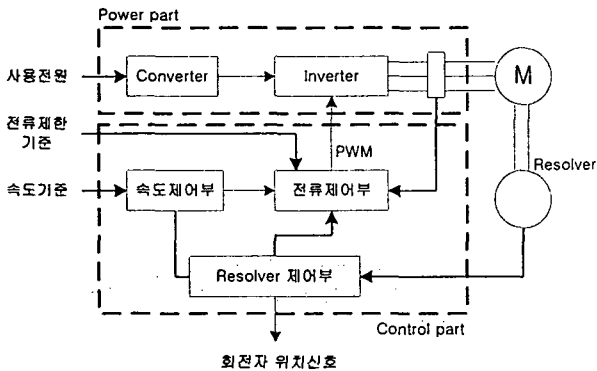 Power part
사용전원
Converter
Inverter
M
전류제한
기준
PWM
Resolver
속도기준
속도제어부
전류제어부
Resolver 제어부
Control part
회전자 위치신호